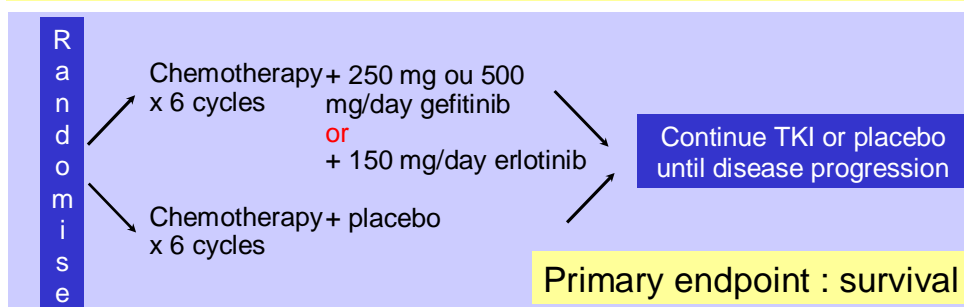 Randomise
Chemotherapy + 250 mg ou 500
x 6 cycles mg/day gefitinib
or
+ 150 mg/day erlotinib
Continue TKI or placebo
until disease progression
Chemotherapy + placebo
x 6 cycles
Primary endpoint : survival